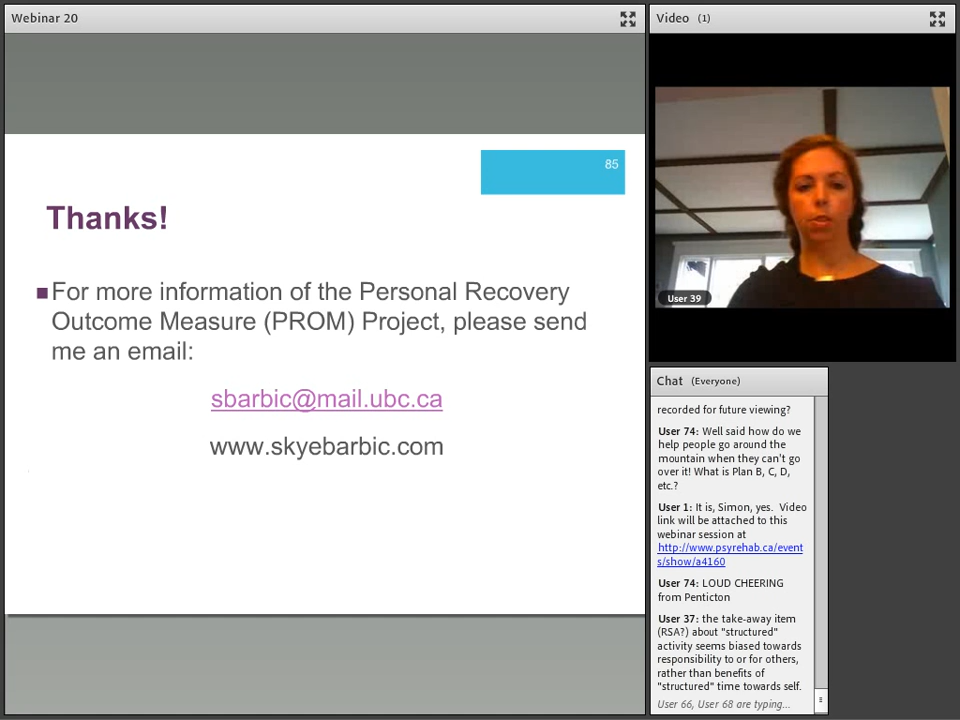 Webinar 20
85
Thanks!
For more information of the Personal Recovery
Outcome Measure (PROM) Project, please send
me an email:
sbarbic@mail.ubc.ca
www.skyebarbic.com
Video (1)
User 39
Chat (Everyone)
recorded for future viewing?
User 74: Well said how do we
help people go around the
mountain when they can't go
over it! What is Plan B, C, D,
etc.?
User 1: It is, Simon, yes. Video
link will be attached to this
webinar session at
http://www.psyrehab.ca/event
s/show/a4160
User 74: LOUD CHEERING
from Penticton
User 37: the take-away item
(RSA?) about "structured"
activity seems biased towards
responsibility to or for others,
rather than benefits of
"structured" time towards self.
User 66, User 68 are typing...